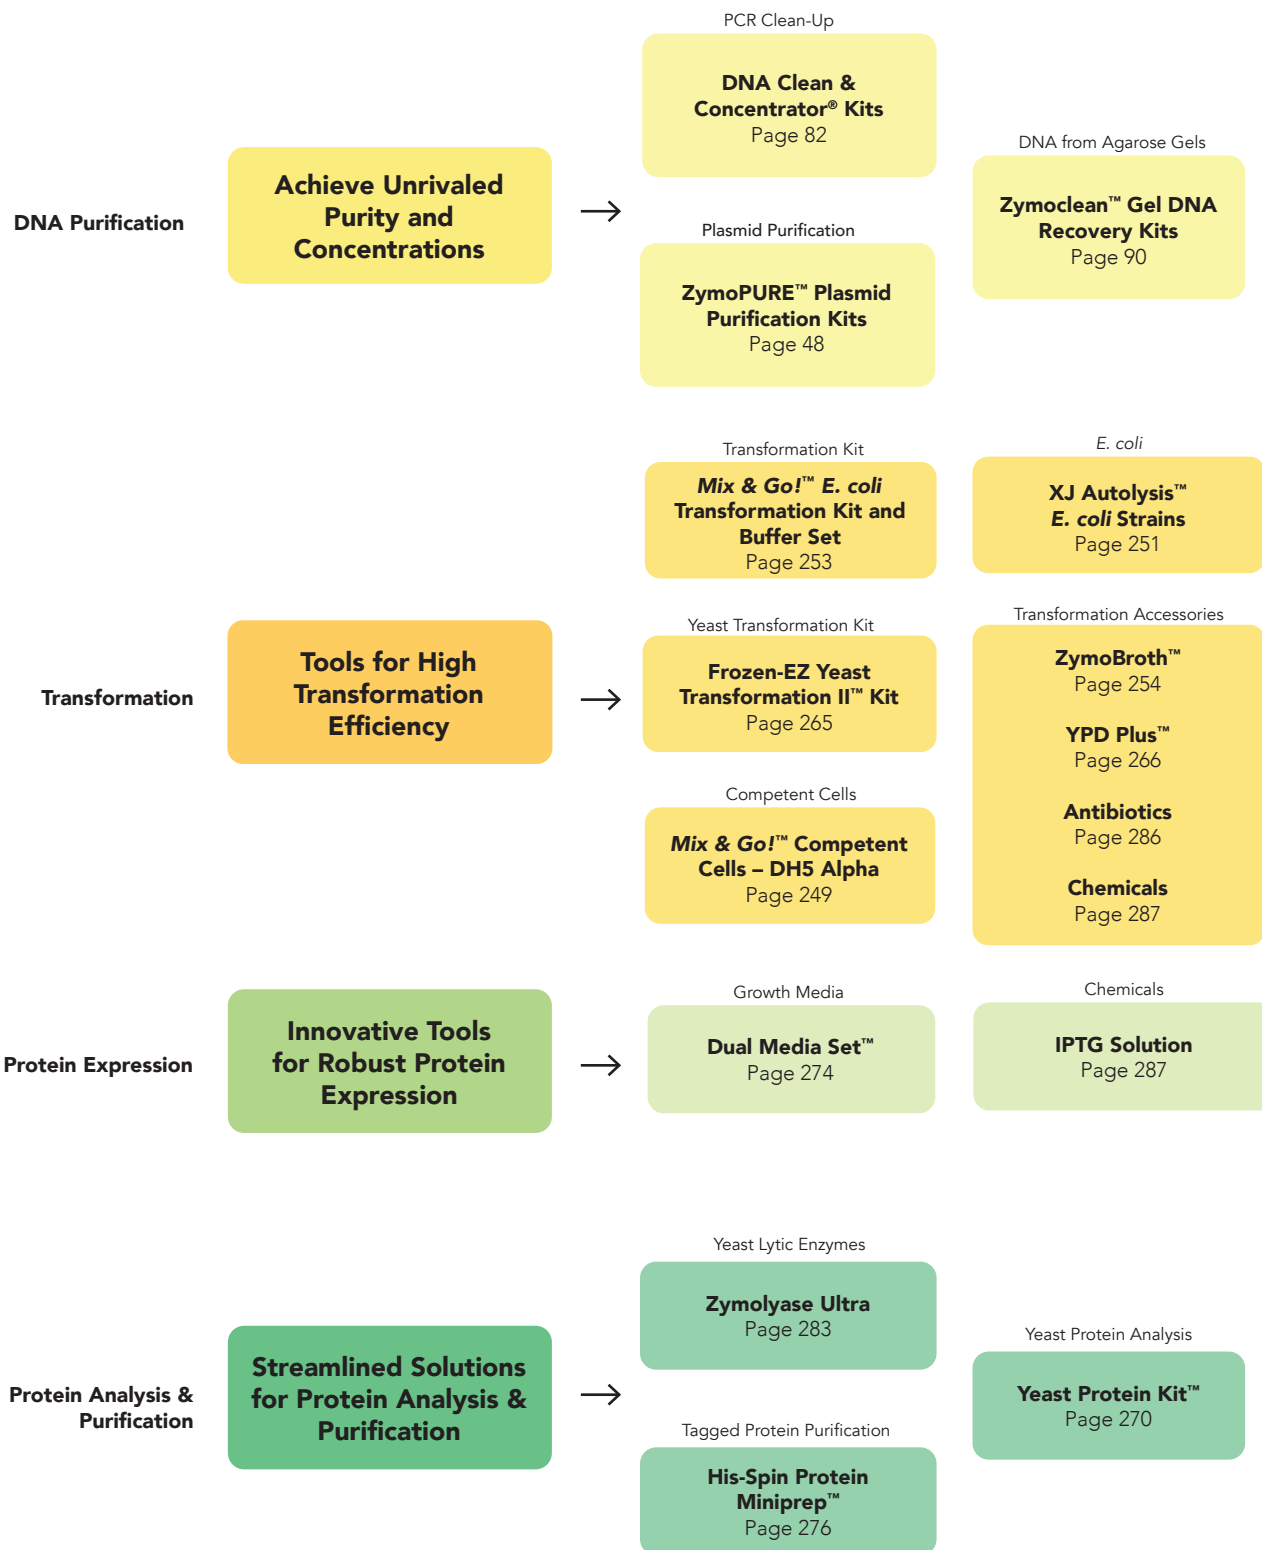 PCR Clean-Up
DNA Clean &
Concentrator® Kits
Page 82
DNA from Agarose Gels
Zymoclean™ Gel DNA
Recovery Kits
Page 90
DNA Purification
Achieve Unrivaled
Purity and
Concentrations
→
Plasmid Purification
ZymoPURE™ Plasmid
Purification Kits
Page 48
Transformation Kit
Mix & Go!™ E. coli
Transformation Kit and
Buffer Set
Page 253
E. coli
XJ Autolysis™
E. coli Strains
Page 251
Transformation
Tools for High
Transformation
Efficiency
→
Yeast Transformation Kit
Frozen-EZ Yeast
Transformation II™ Kit
Page 265
Competent Cells
Mix & Go!™ Competent
Cells – DH5 Alpha
Page 249
Transformation Accessories
ZymoBroth™
Page 254
YPD Plus™
Page 266
Antibiotics
Page 286
Chemicals
Page 287
Protein Expression
Innovative Tools
for Robust Protein
Expression
→
Growth Media
Dual Media Set™
Page 274
Chemicals
IPTG Solution
Page 287
Protein Analysis &
Purification
Streamlined Solutions
for Protein Analysis &
Purification
→
Yeast Lytic Enzymes
Zymolyase Ultra
Page 283
Tagged Protein Purification
His-Spin Protein
Miniprep™
Page 276
Yeast Protein Analysis
Yeast Protein Kit™
Page 270